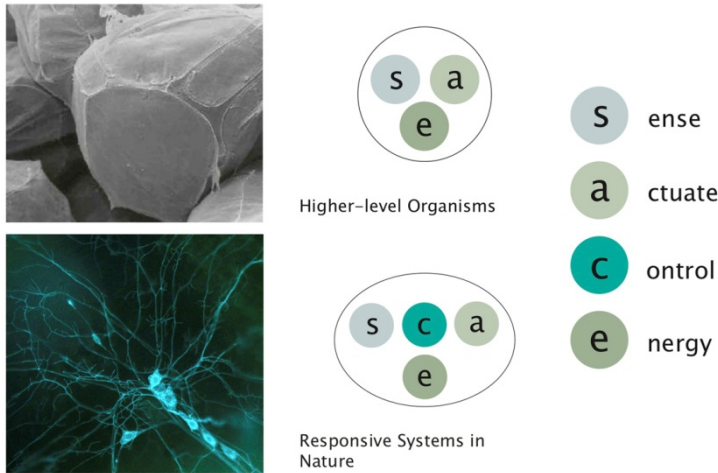 s a
e
Higher-level Organisms
s c a
e
Responsive Systems in
Nature
s ense
a ctuate
c ontrol
e nergy